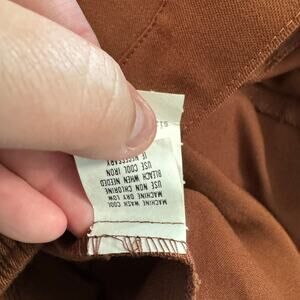 MACHINE WASH COOL
MACHINE DRY LOW
USE NON CHLORINE
BLEACH WHEN NEEDED
USE COOL IRON
IF NECESSARY